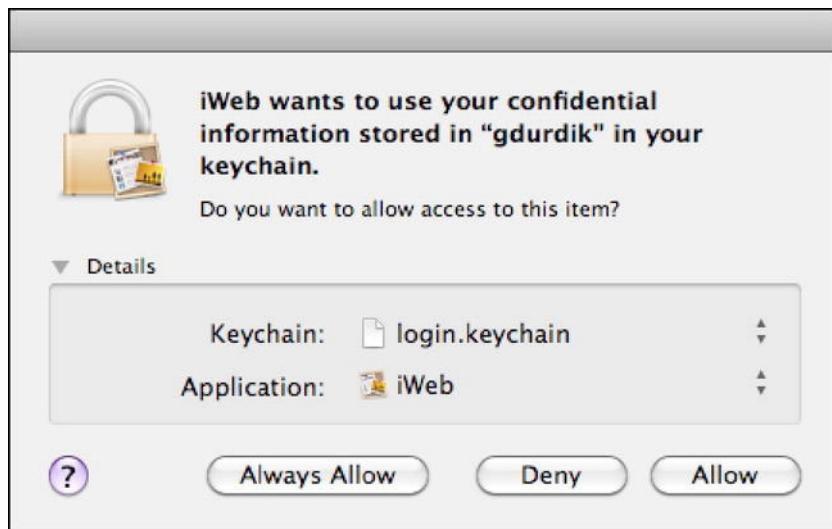 iWeb wants to use your confidential
information stored in “gdurdik" in your
keychain.
Do you want to allow access to this item?
Details
Keychain: login.keychain
Application: iWeb
? Always Allow Deny Allow